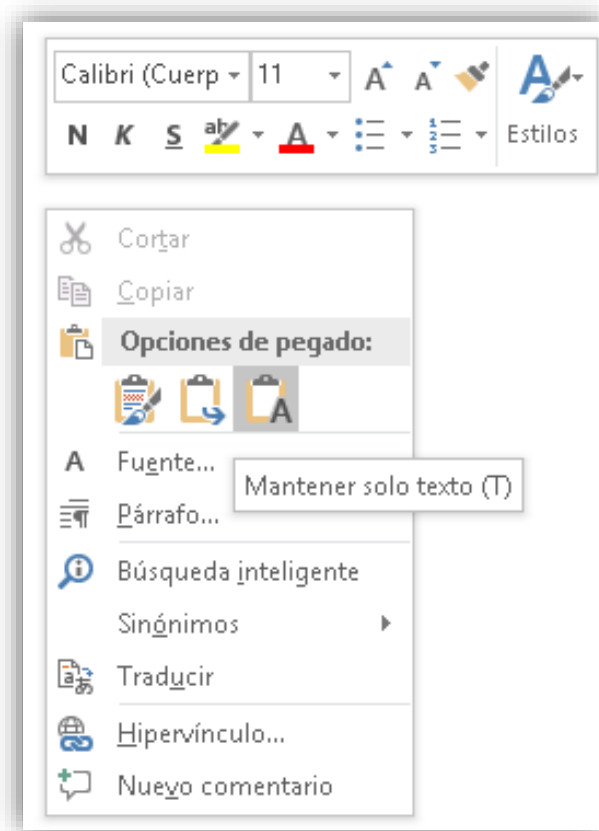 Calibri (Cuerp 11 A A
N K S ab A Estilos
Cortar
Copiar
Opciones de pegado:
A
A Fuente...
Mantener solo texto (T)
Párrafo...
Búsqueda inteligente
Sinónimos
Traducir
Hipervínculo...
Nuevo comentario